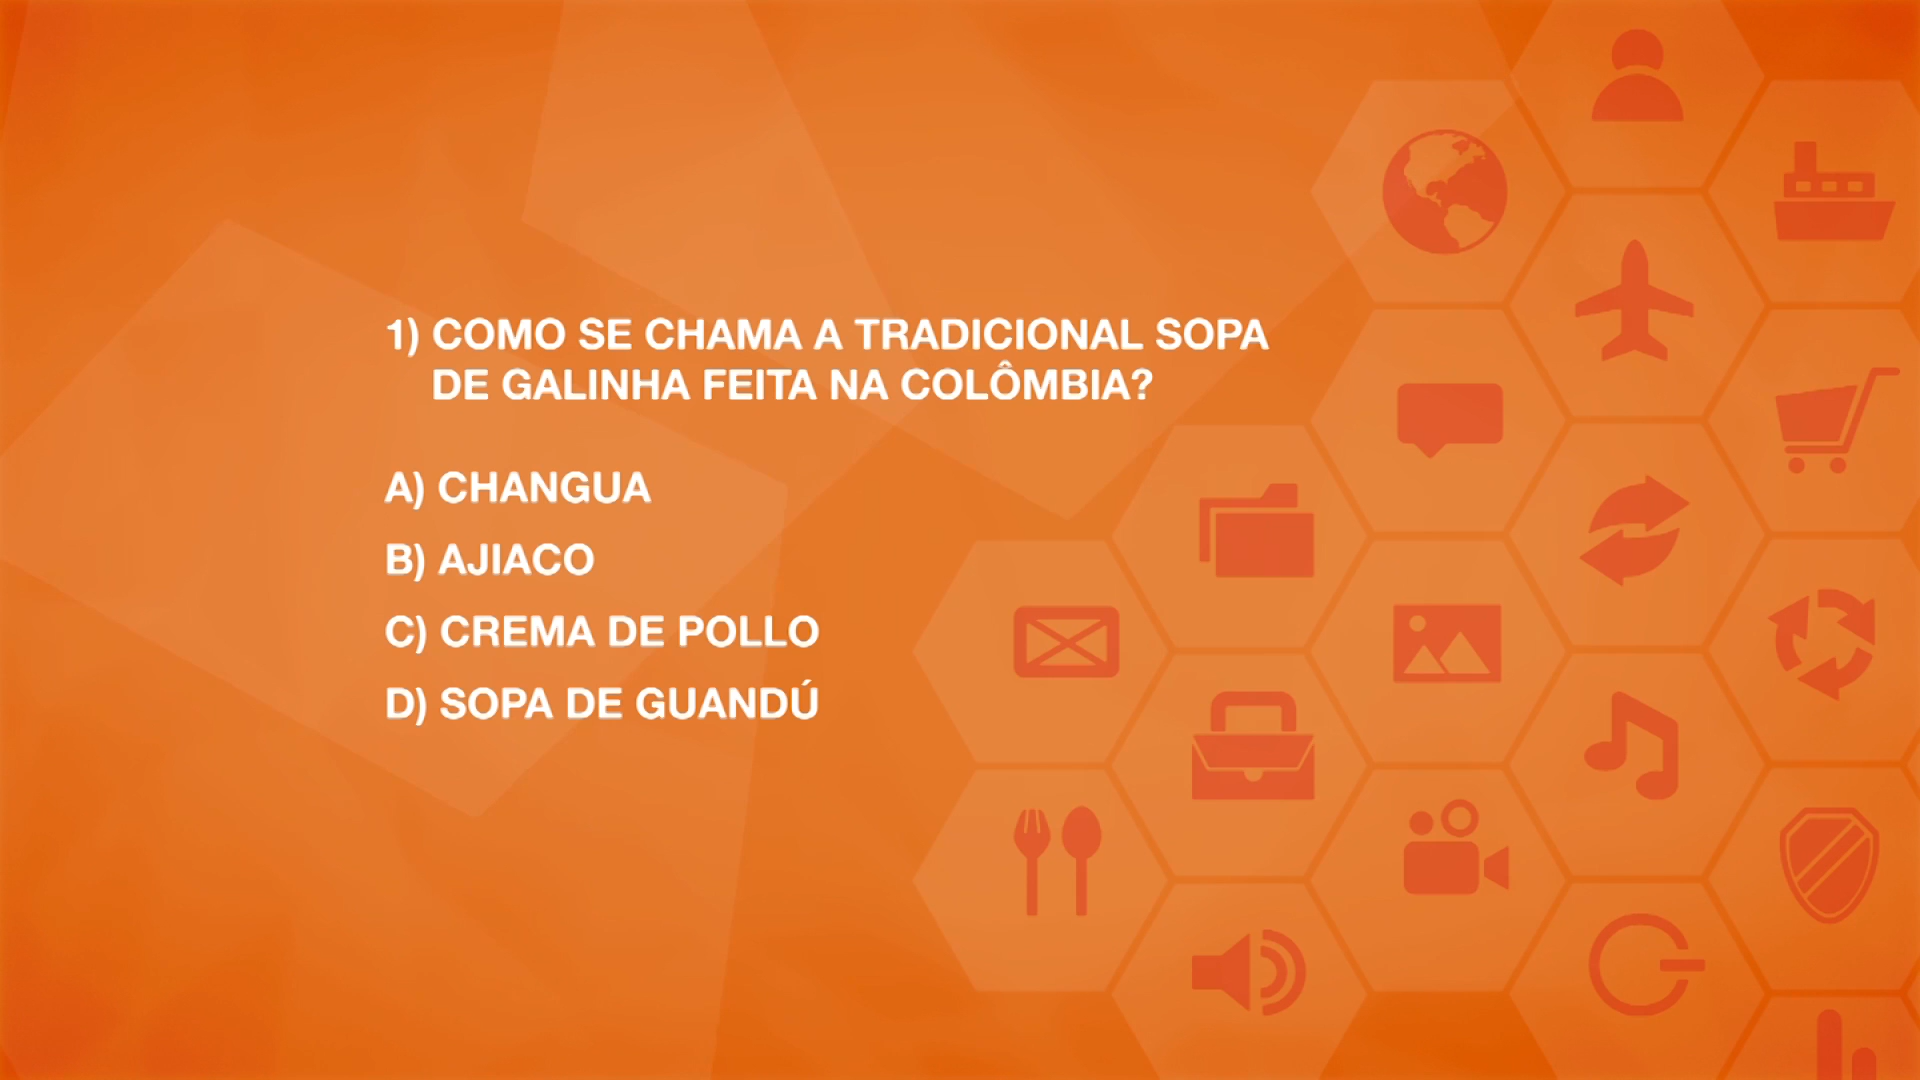 1) COMO SE CHAMA A TRADICIONAL SOPA
DE GALINHA FEITA NA COLÔMBIA?
A) CHANGUA
B) AJIACO
C) CREMA DE POLLO
D) SOPA DE GUANDÚ